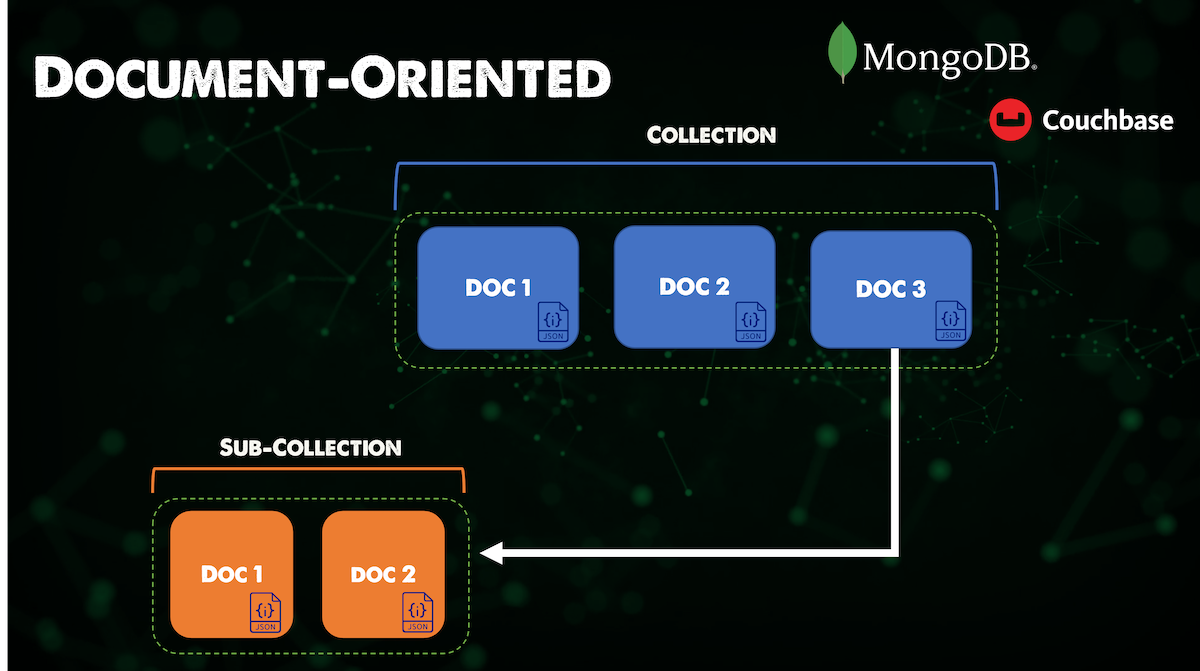 DOCUMENT-ORIENTED
MongoDB®
Couchbase
COLLECTION
DOC 1
{i}
JSON
DOC 2
{i}
JSON
DOC 3
{i}
JSON
SUB-COLLECTION
DOC 1
{i}
JSON
DOC 2
{i}
JSON